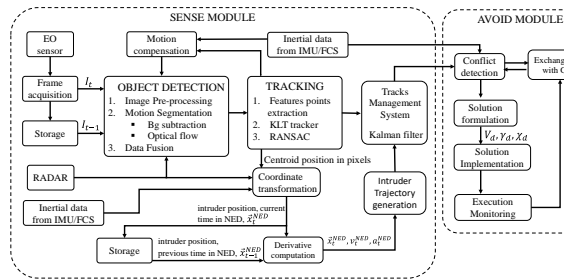 SENSE MODULE
AVOID MODULE
EO
sensor
Motion
compensation
Inertial data
from IMU/FCS
Frame
acquisition
I_t
OBJECT DETECTION
1. Image Pre-processing
2. Motion Segmentation
▪ Bg subtraction
▪ Optical flow
3. Data Fusion
Storage
I_{t-1}
TRACKING
1. Features points
extraction
2. KLT tracker
3. RANSAC
Tracks
Management
System
Kalman filter
Conflict
detection
Exchang
with
Solution
formulation
V_d, γ_d, χ_d
Solution
Implementation
Execution
Monitoring
RADAR
Centroid position in pixels
Coordinate
transformation
Inertial data
from IMU/FCS
intruder position, current
time in NED, x⃗_t^{NED}
Intruder
Trajectory
generation
Storage
intruder position,
previous time in NED, x⃗_{t-1}^{NED}
Derivative
computation
x⃗_t^{NED}, v_t^{NED}, a_t^{NED}